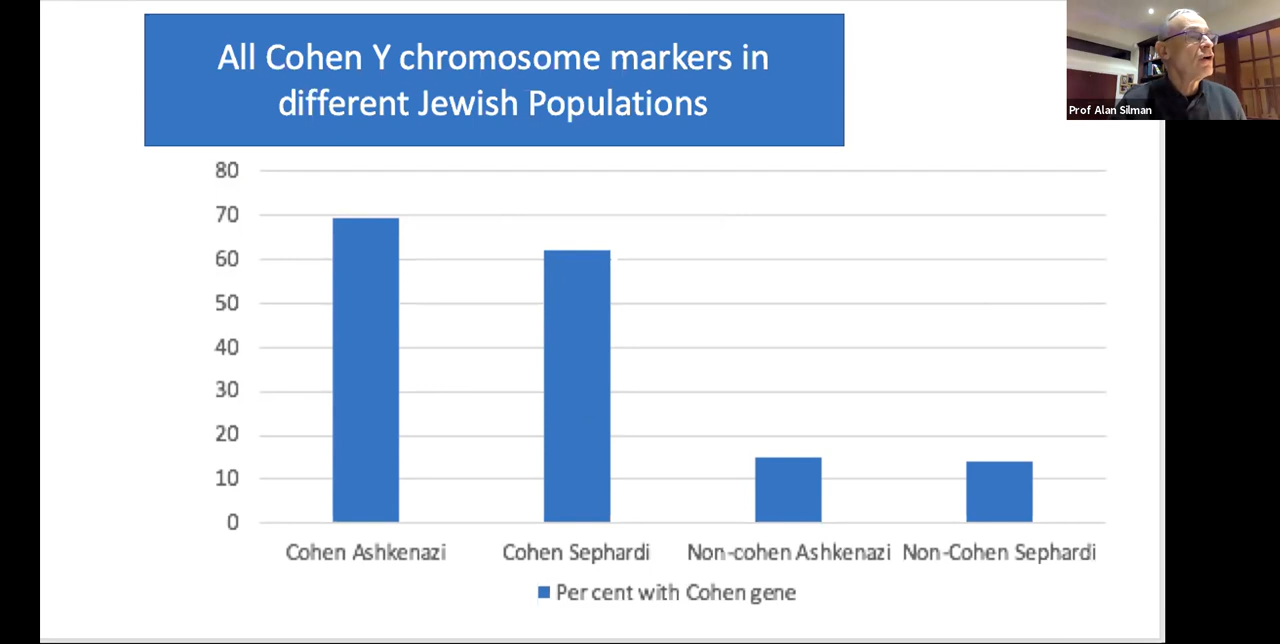 All Cohen Y chromosome markers in
different Jewish Populations
Prof Alan Silman
80
70
60
50
40
30
20
10
0
Cohen Ashkenazi
Cohen Sephardi
Non-cohen Ashkenazi
Non-Cohen Sephardi
Per cent with Cohen gene